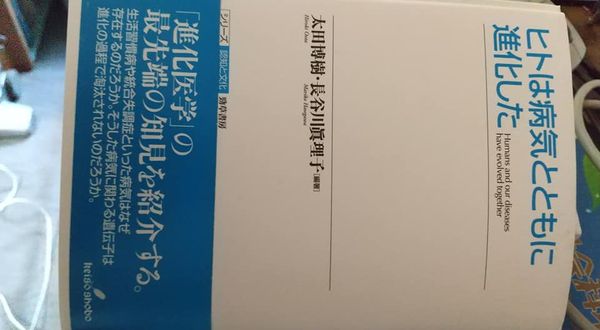 ヒトは病気とともに
進化した
Humans and our diseases
have evolved together
太田博樹・長谷川眞理子[編著]
Hiroki Oota
Mariko Hasegawa
シリーズ 認知と文化
勁草書房
「進化医学」の
最先端の知見を紹介する。
生活習慣病や統合失調症といった病気はなぜ
存在するのだろうか、そうした病気に関わる遺伝子は
進化の過程で淘汰されないのだろうか。
keiso shobo